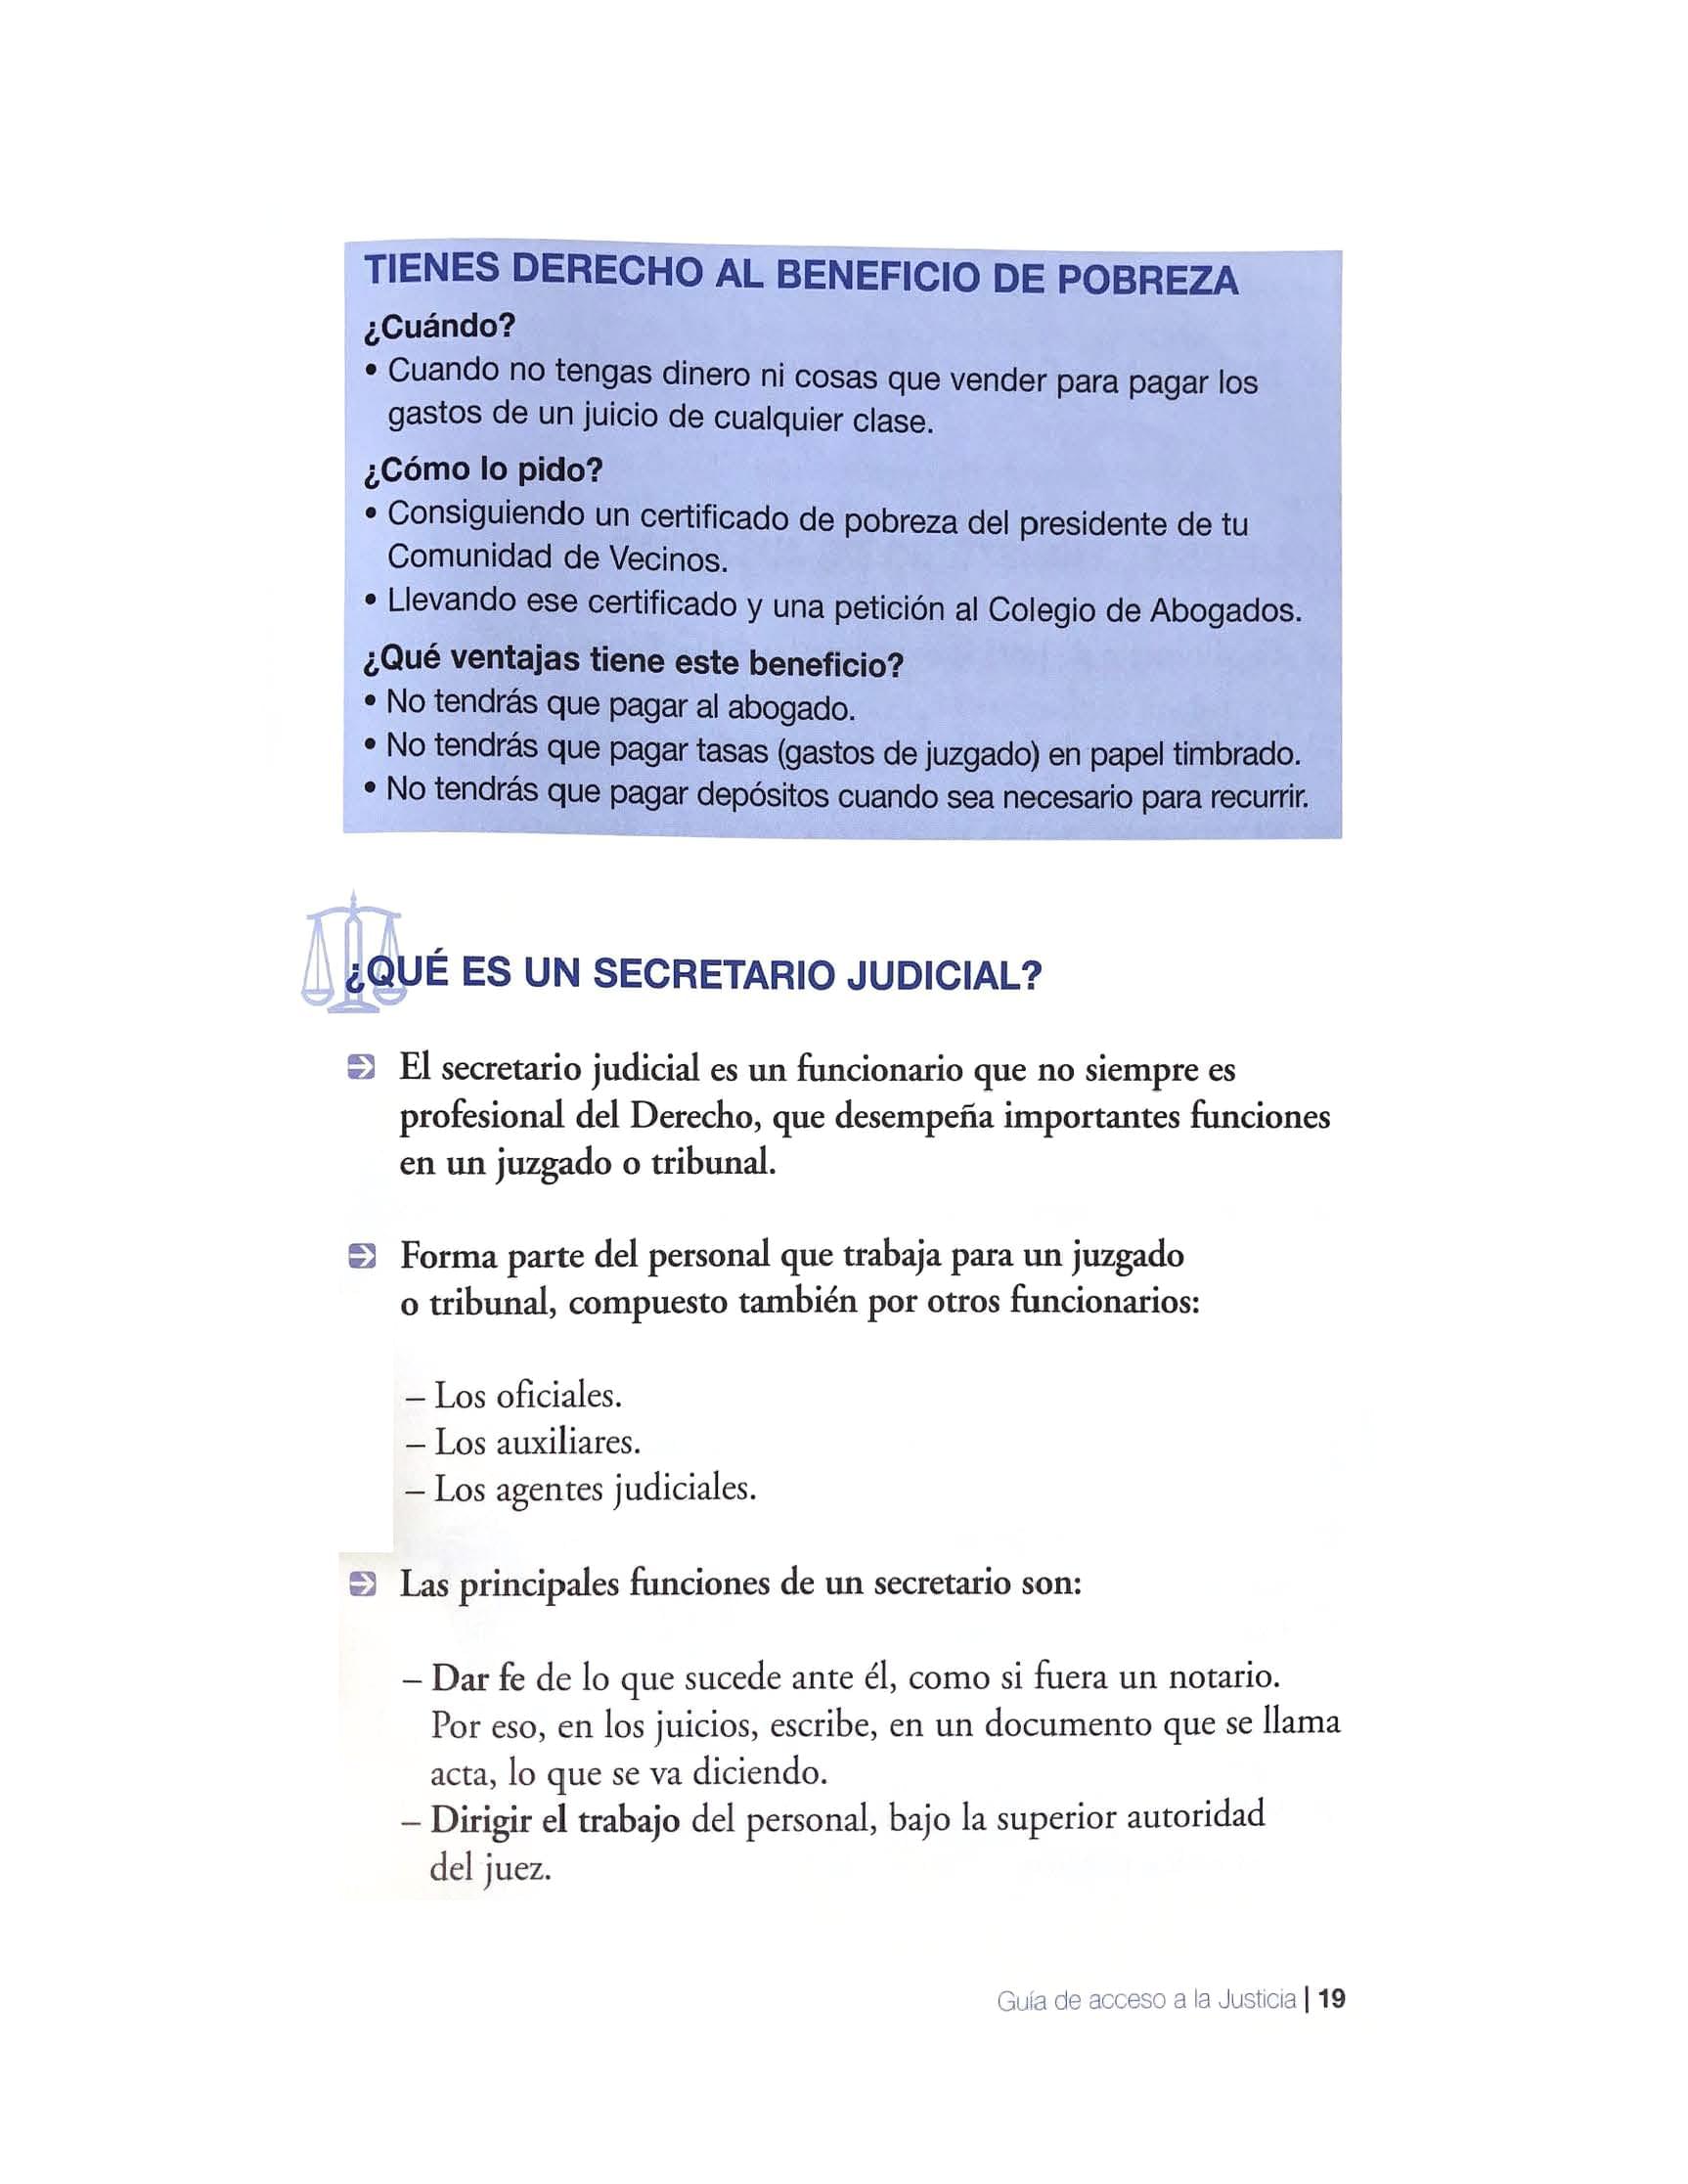 TIENES DERECHO AL BENEFICIO DE POBREZA
¿Cuándo?
• Cuando no tengas dinero ni cosas que vender para pagar los
gastos de un juicio de cualquier clase.
¿Cómo lo pido?
• Consiguiendo un certificado de pobreza del presidente de tu
Comunidad de Vecinos.
• Llevando ese certificado y una petición al Colegio de Abogados.
¿Qué ventajas tiene este beneficio?
• No tendrás que pagar al abogado.
• No tendrás que pagar tasas (gastos de juzgado) en papel timbrado.
• No tendrás que pagar depósitos cuando sea necesario para recurrir.
¿QUÉ ES UN SECRETARIO JUDICIAL?
El secretario judicial es un funcionario que no siempre es
profesional del Derecho, que desempeña importantes funciones
en un juzgado o tribunal.
Forma parte del personal que trabaja para un juzgado
o tribunal, compuesto también por otros funcionarios:
– Los oficiales.
– Los auxiliares.
– Los agentes judiciales.
Las principales funciones de un secretario son:
– Dar fe de lo que sucede ante él, como si fuera un notario.
Por eso, en los juicios, escribe, en un documento que se llama
acta, lo que se va diciendo.
– Dirigir el trabajo del personal, bajo la superior autoridad
del juez.
Guía de acceso a la Justicia | 19